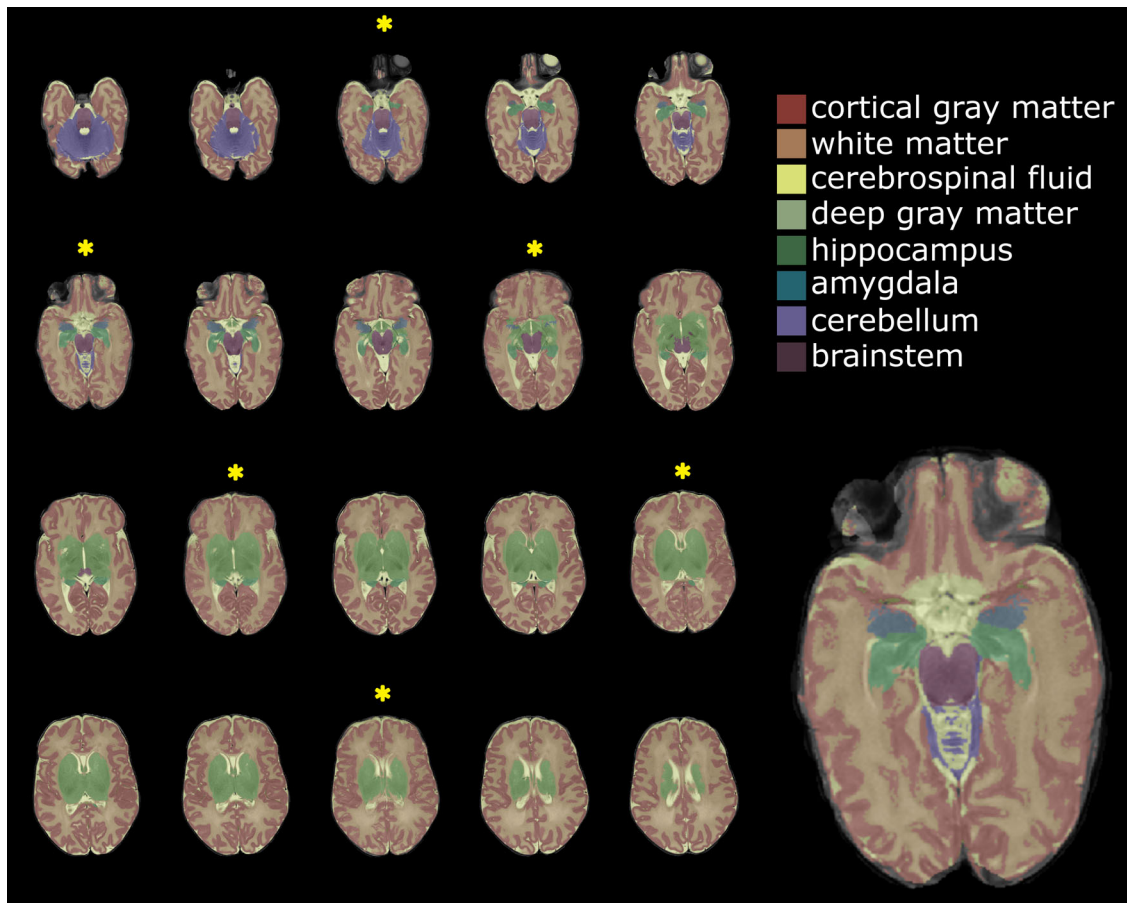 *
cortical gray matter
white matter
cerebrospinal fluid
deep gray matter
hippocampus
amygdala
cerebellum
brainstem
* *
* *
*